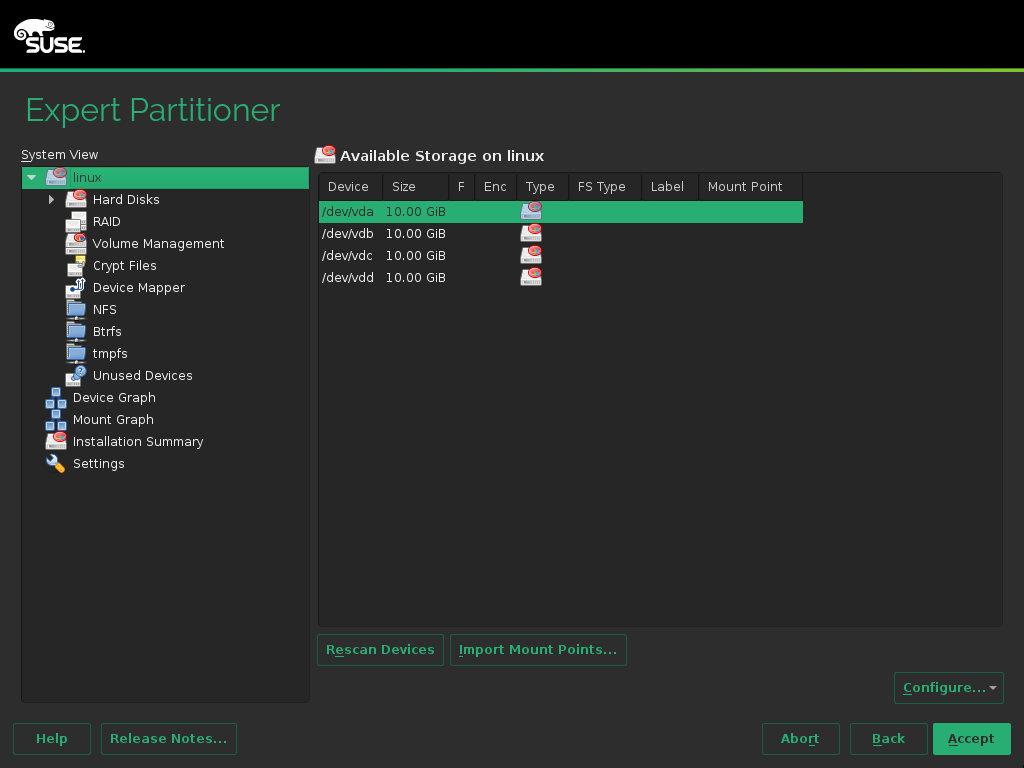 SUSE.
Expert Partitioner
System View
linux
Hard Disks
RAID
Volume Management
Crypt Files
Device Mapper
NFS
Btrfs
tmpfs
Unused Devices
Device Graph
Mount Graph
Installation Summary
Settings
Available Storage on linux
Device Size F Enc Type FS Type Label Mount Point
/dev/vda 10.00 GiB
/dev/vdb 10.00 GiB
/dev/vdc 10.00 GiB
/dev/vdd 10.00 GiB
Rescan Devices Import Mount Points...
Configure...
Help Release Notes... Abort Back Accept